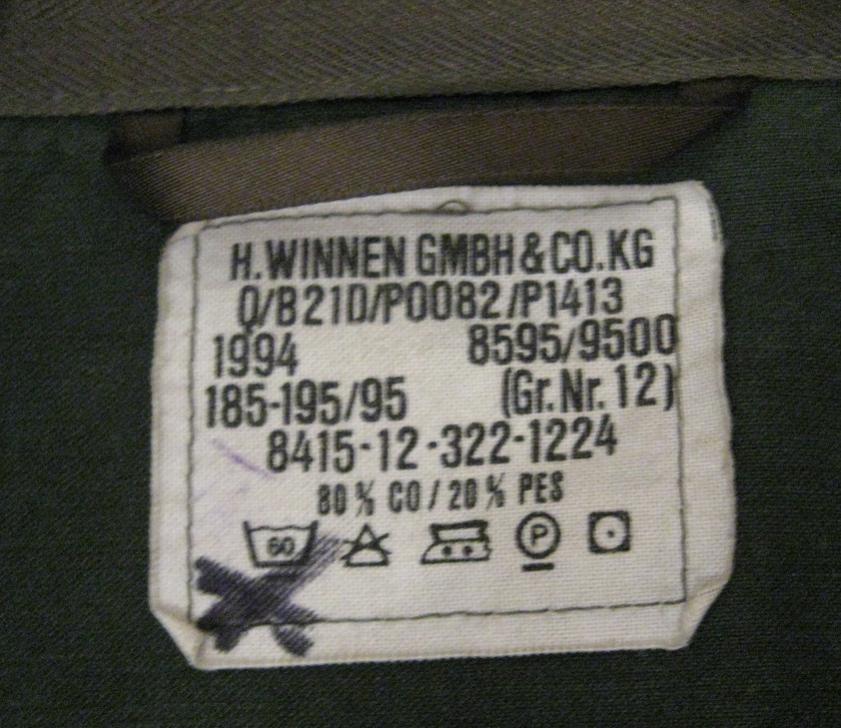 H.WINNEN GMBH & CO.KG
Q/B21D/P0082/P1413
1994 8595/9500
185-195/95 (Gr.Nr.12)
8415-12-322-1224
80% CO/20% PES
60 P